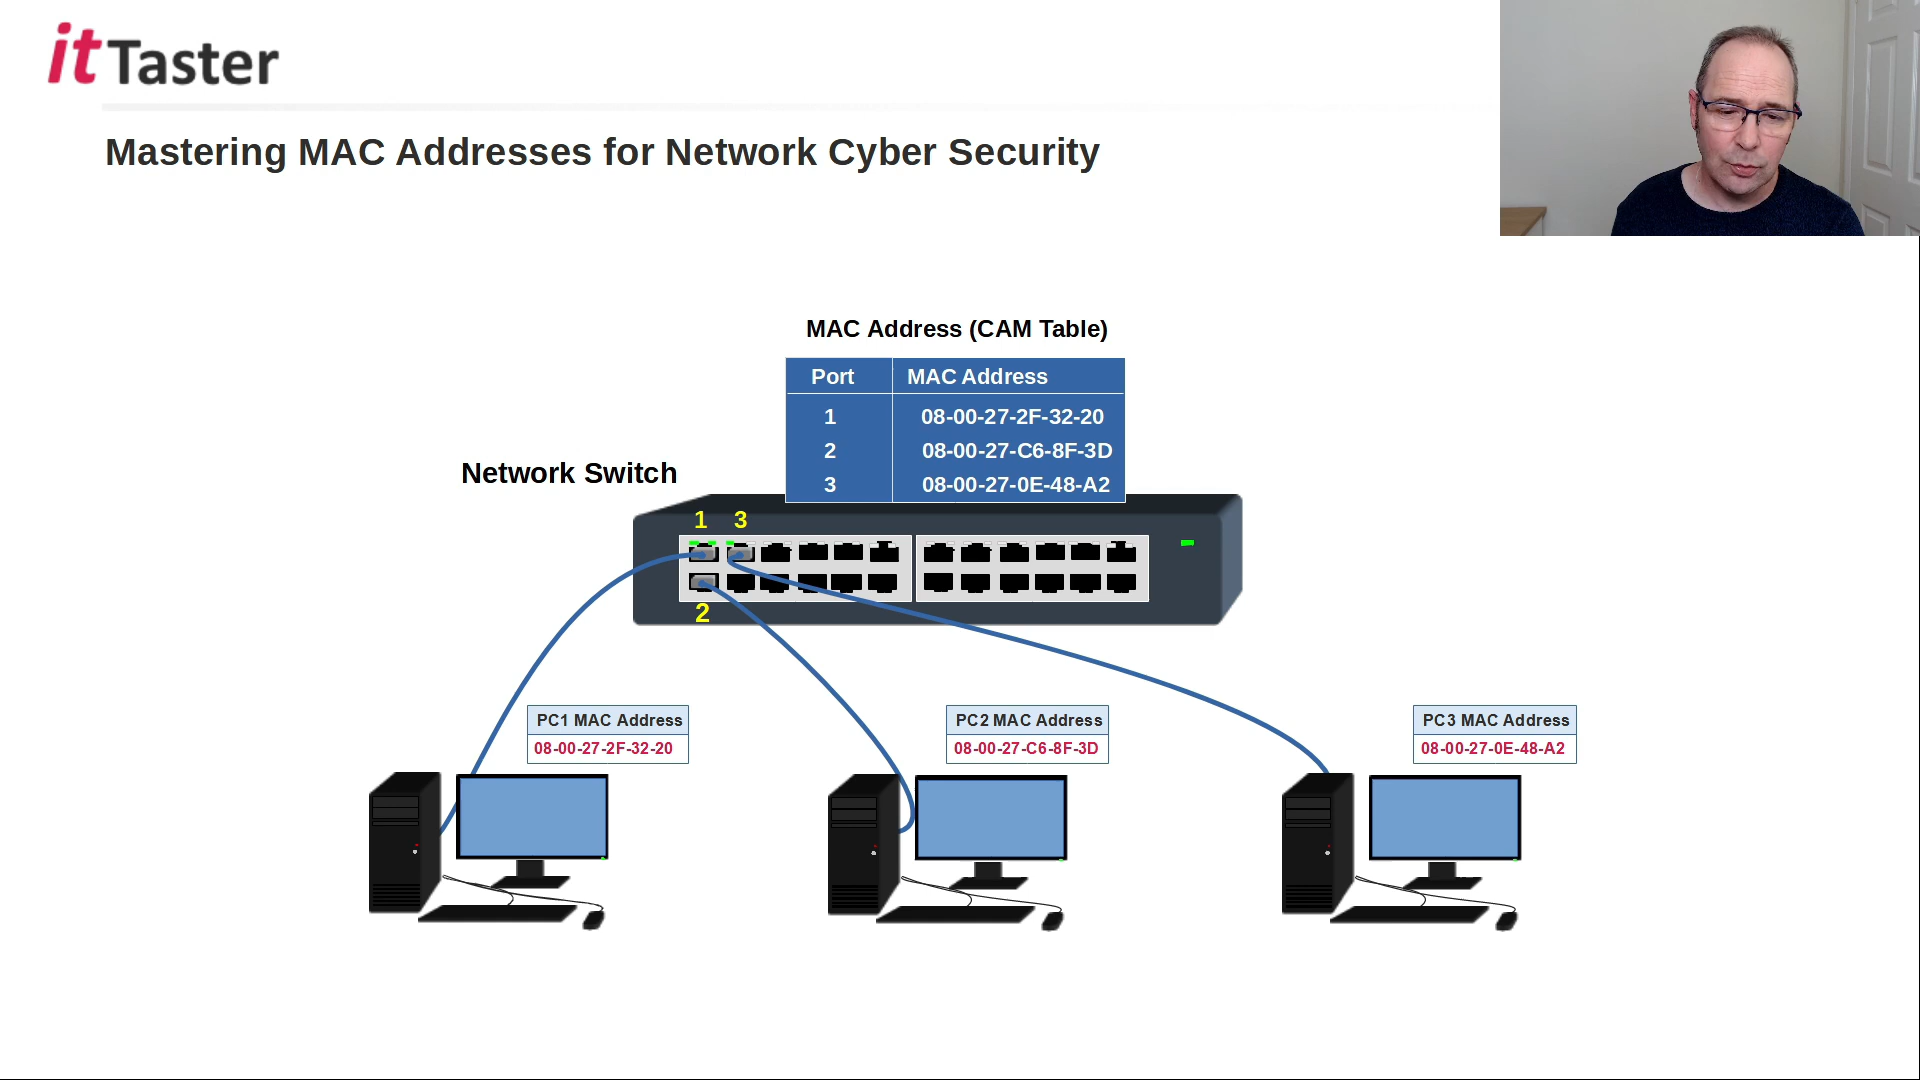 itTaster
Mastering MAC Addresses for Network Cyber Security
MAC Address (CAM Table)
Port MAC Address
1 08-00-27-2F-32-20
2 08-00-27-C6-8F-3D
3 08-00-27-0E-48-A2
Network Switch
1 3
2
PC1 MAC Address
08-00-27-2F-32-20
PC2 MAC Address
08-00-27-C6-8F-3D
PC3 MAC Address
08-00-27-0E-48-A2